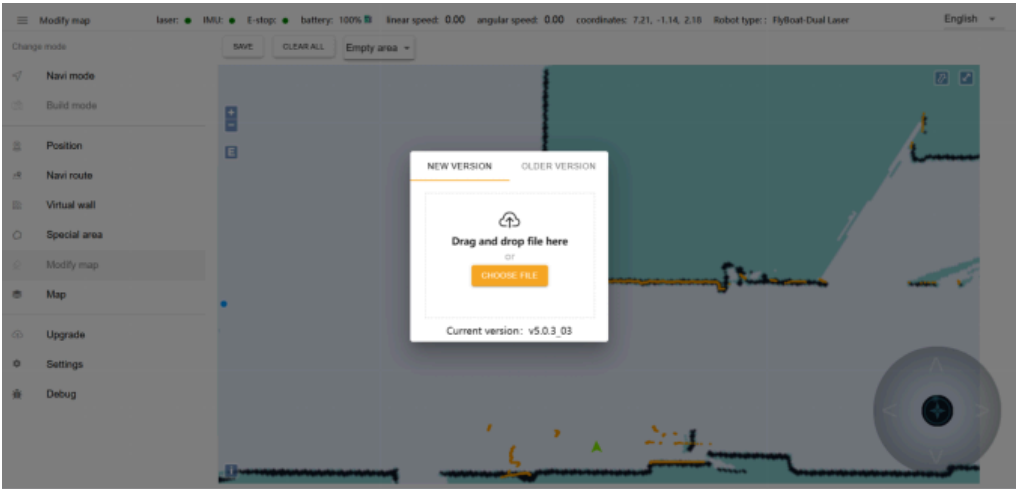 Modify map laser: IMU: E-stop: battery: 100% linear speed: 0.00 angular speed: 0.00 coordinates: 7.21, -1.14, 2.18 Robot type: : FlyBoat-Dual Laser English
Change mode
SAVE CLEAR ALL Empty area
Navi mode
Build mode
Position
Navi route
Virtual wall
Special area
Modify map
Map
Upgrade
Settings
Debug
NEW VERSION OLDER VERSION
Drag and drop file here
or
CHOOSE FILE
Current version: v5.0.3_03